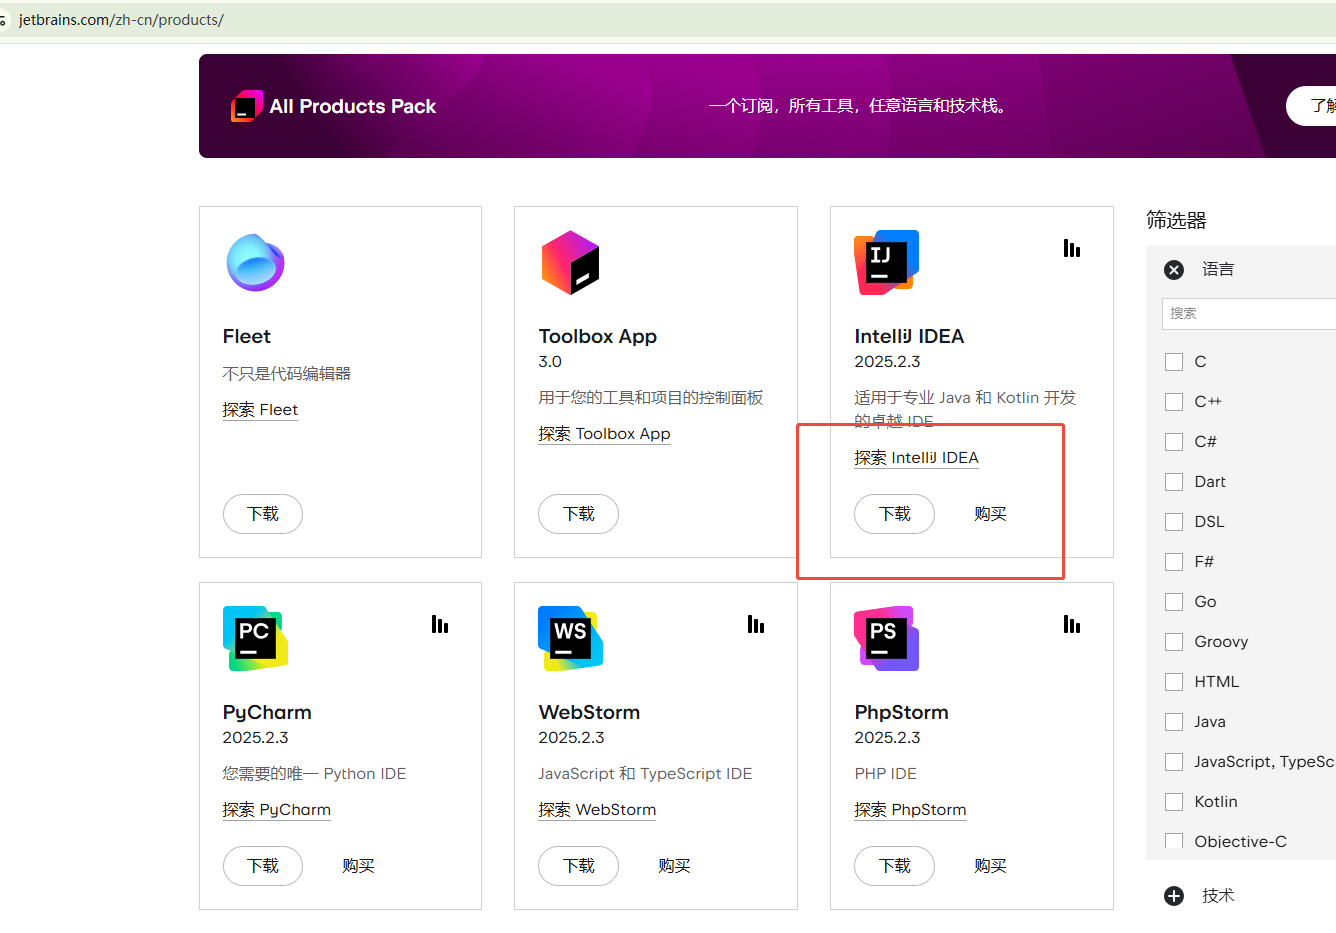 jetbrains.com/zh-cn/products/
All Products Pack
一个订阅，所有工具，任意语言和技术栈。
了解
Fleet
不只是代码编辑器
探索 Fleet
下载
Toolbox App
3.0
用于您的工具和项目的控制面板
探索 Toolbox App
下载
IJ
IntelliJ IDEA
2025.2.3
适用于专业 Java 和 Kotlin 开发
的卓越 IDE
探索 IntelliJ IDEA
下载 购买
PC
PyCharm
2025.2.3
您需要的唯一 Python IDE
探索 PyCharm
下载 购买
WS
WebStorm
2025.2.3
JavaScript 和 TypeScript IDE
探索 WebStorm
下载 购买
PS
PhpStorm
2025.2.3
PHP IDE
探索 PhpStorm
下载 购买
筛选器
语言
搜索
C
C++
C#
Dart
DSL
F#
Go
Groovy
HTML
Java
JavaScript, TypeSc
Kotlin
Objective-C
技术